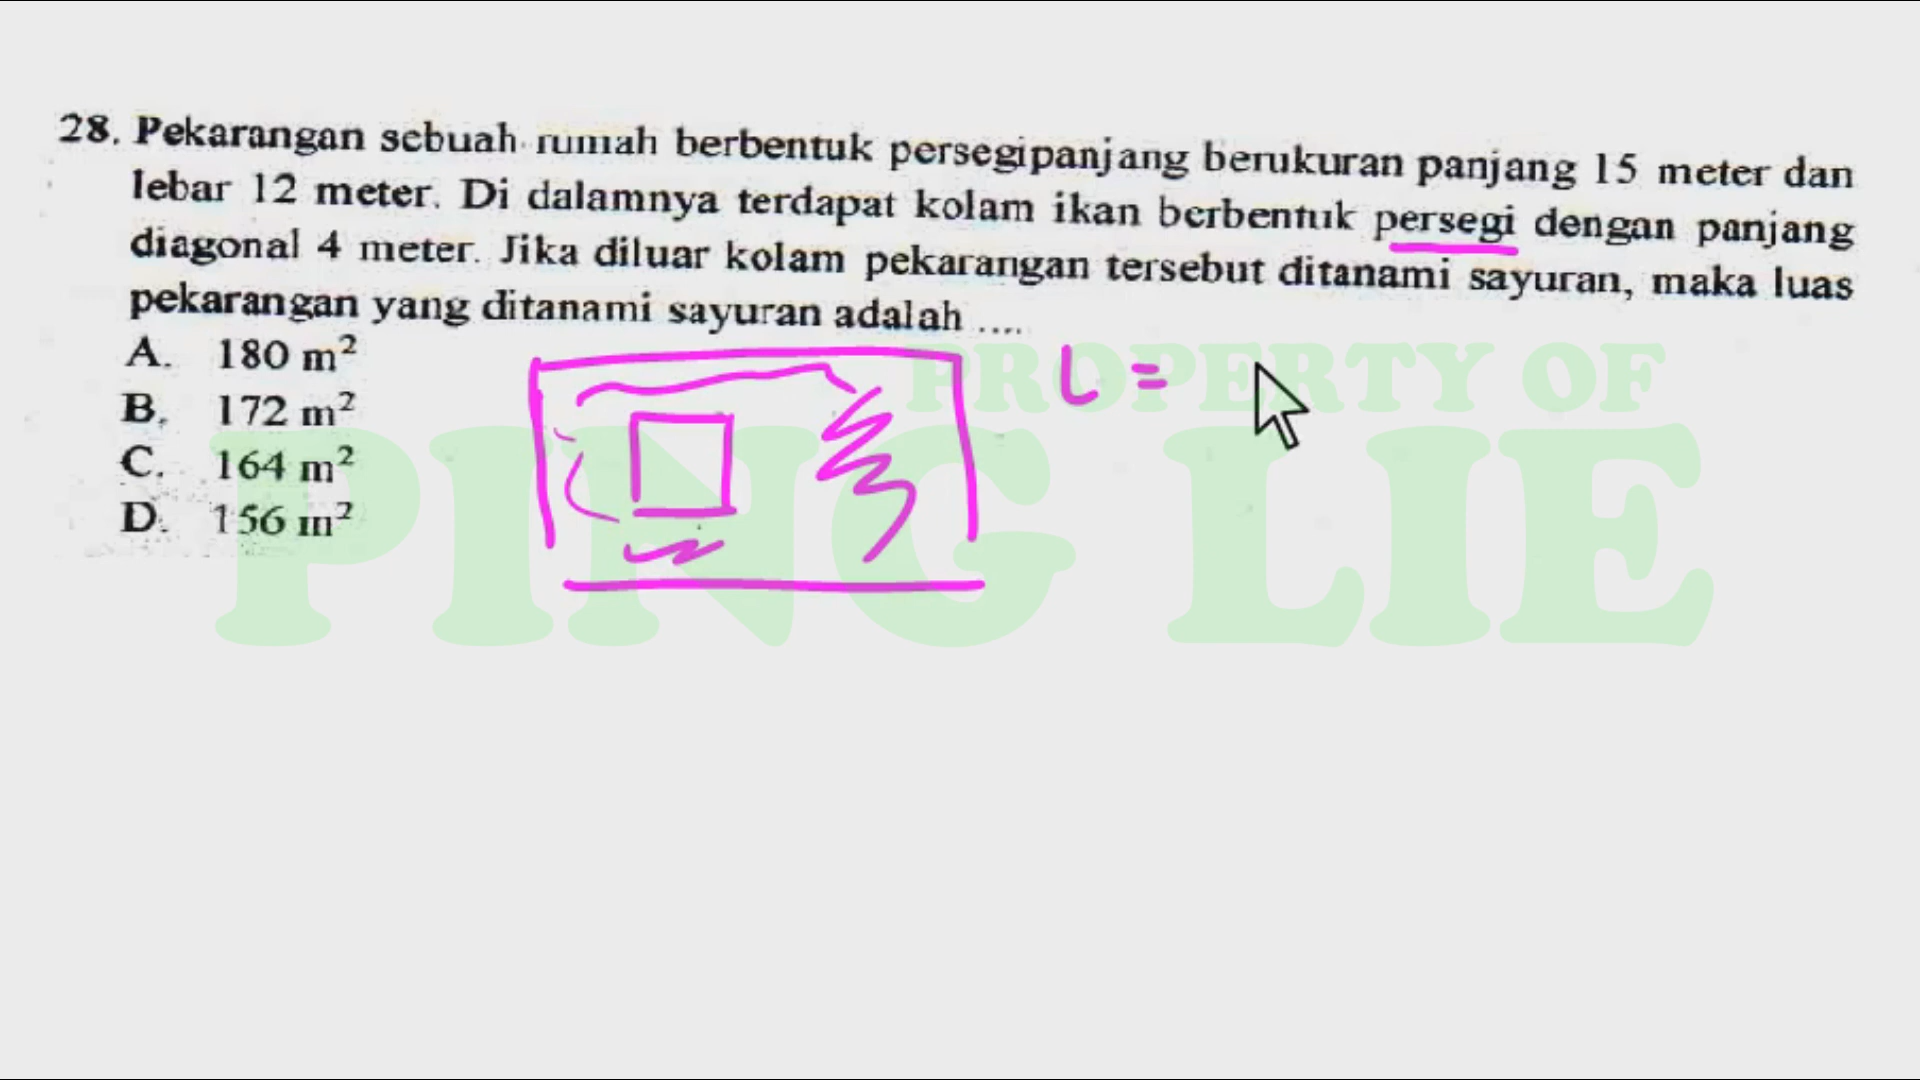 28. Pekarangan sebuah rumah berbentuk persegipanjang berukuran panjang 15 meter dan
lebar 12 meter. Di dalamnya terdapat kolam ikan berbentuk persegi dengan panjang
diagonal 4 meter. Jika diluar kolam pekarangan tersebut ditanami sayuran, maka luas
pekarangan yang ditanami sayuran adalah ....
A. 180 m²
B. 172 m²
C. 164 m²
D. 156 m²
L =
PROPERTY OF
PING LIE